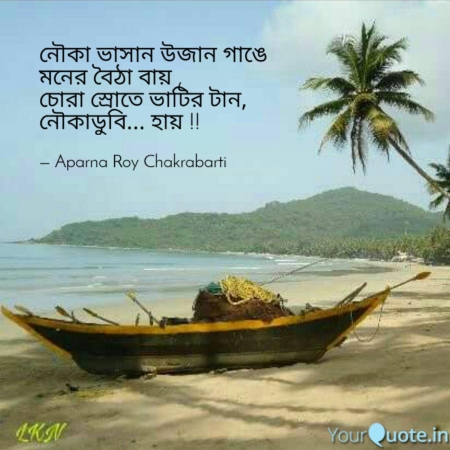 নৌকা ভাসান উজান গাঙে
মনের বৈঠা বায় ,
চোরা স্রোতে ভাটির টান,
নৌকাডুবি... হায় !!
– Aparna Roy Chakrabarti
LKN
YourQuote.in